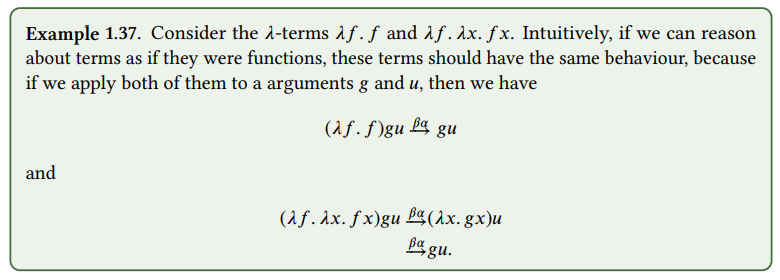 Example 1.37. Consider the λ-terms λf. f and λf. λx. fx. Intuitively, if we can reason
about terms as if they were functions, these terms should have the same behaviour, because
if we apply both of them to a arguments g and u, then we have
(λf. f)gu βα→ gu
and
(λf. λx. fx)gu βα→ (λx. gx)u
βα→ gu.